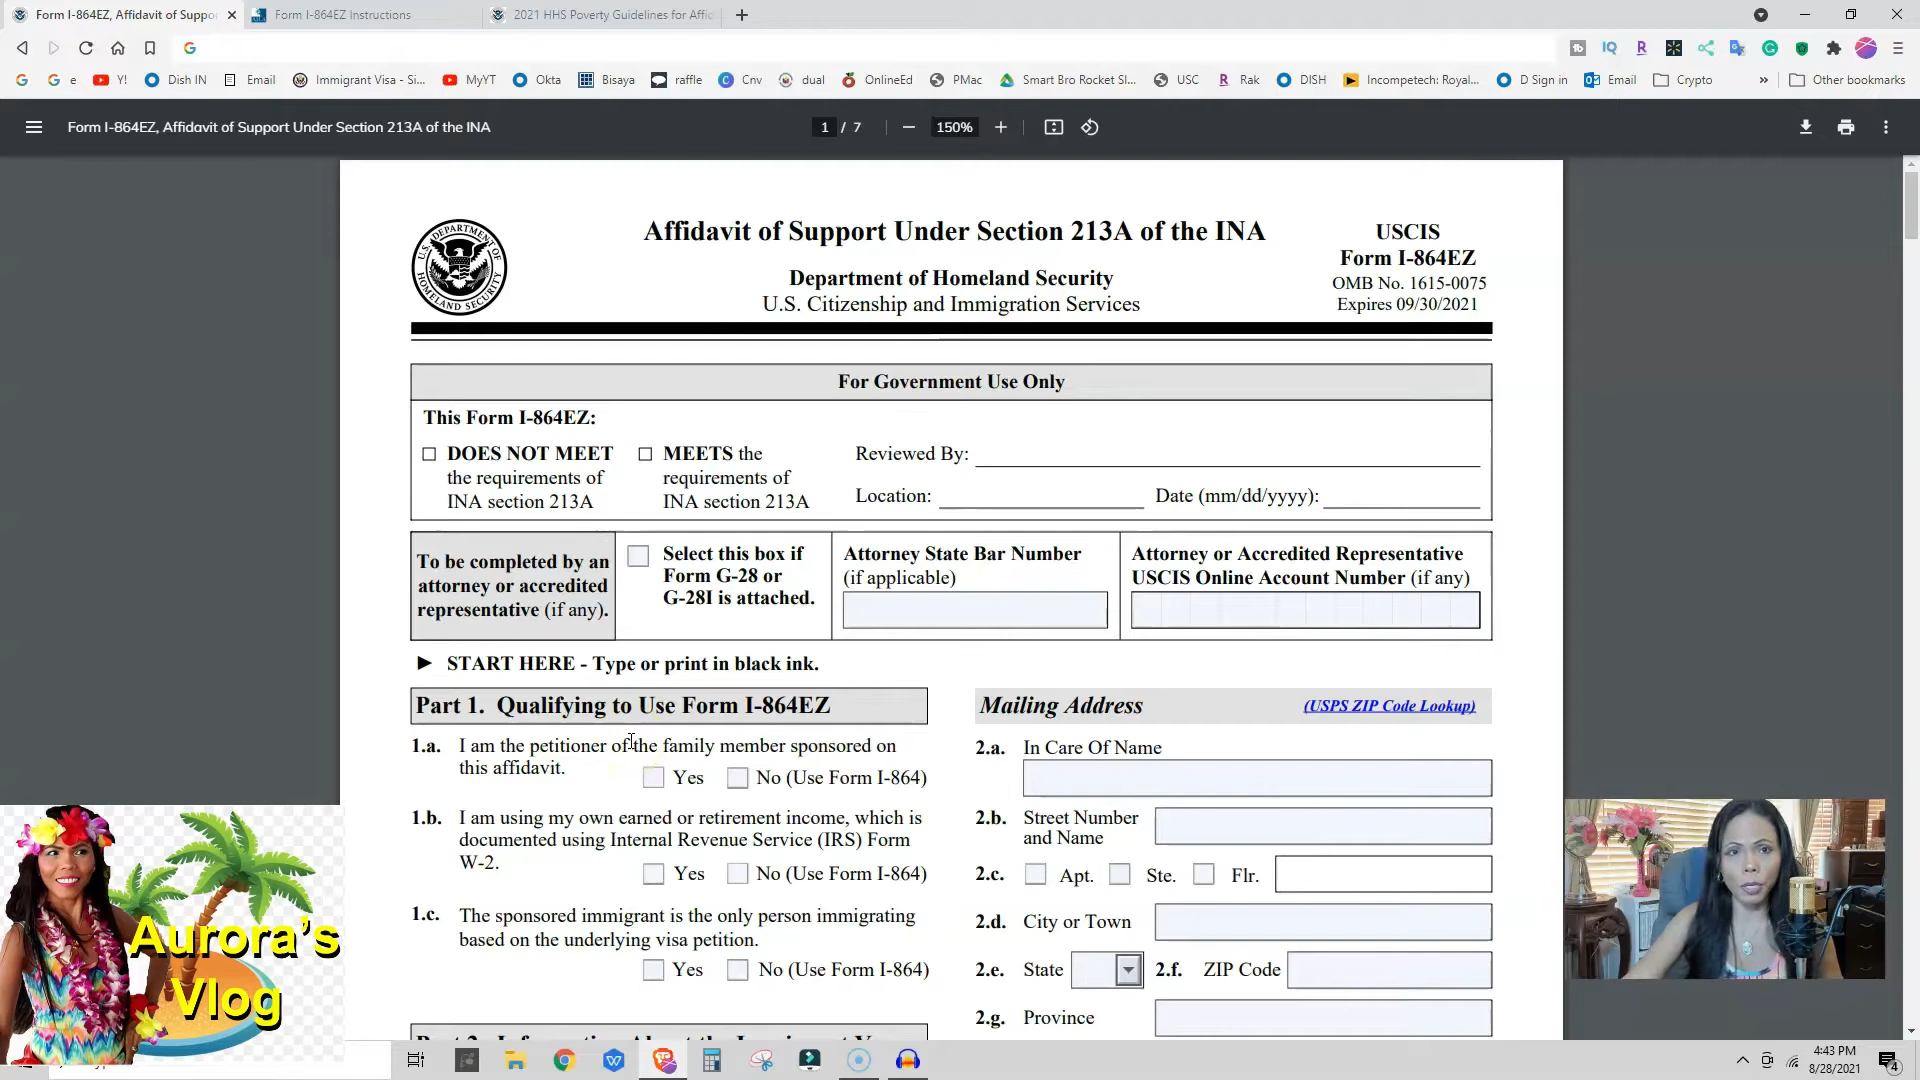 Form I-864EZ, Affidavit of Suppo
Form I-864EZ Instructions
2021 HHS Poverty Guidelines for Affid
G
e
Y!
Dish IN
Email
Immigrant Visa - Si...
MyYT
Okta
Bisaya
raffle
Cnv
dual
OnlineEd
PMac
Smart Bro Rocket Sl...
USC
Rak
DISH
Incompetech: Royal...
D Sign in
Email
Crypto
»
Other bookmarks
Form I-864EZ, Affidavit of Support Under Section 213A of the INA
1 / 7
150%
U.S. DEPARTMENT OF HOMELAND SECURITY
Affidavit of Support Under Section 213A of the INA
Department of Homeland Security
U.S. Citizenship and Immigration Services
USCIS
Form I-864EZ
OMB No. 1615-0075
Expires 09/30/2021
For Government Use Only
This Form I-864EZ:
DOES NOT MEET
the requirements of
INA section 213A
MEETS the
requirements of
INA section 213A
Reviewed By:
Location:
Date (mm/dd/yyyy):
To be completed by an
attorney or accredited
representative (if any).
Select this box if
Form G-28 or
G-28I is attached.
Attorney State Bar Number
(if applicable)
Attorney or Accredited Representative
USCIS Online Account Number (if any)
► START HERE - Type or print in black ink.
Part 1. Qualifying to Use Form I-864EZ
1.a. I am the petitioner of the family member sponsored on
this affidavit.
Yes No (Use Form I-864)
1.b. I am using my own earned or retirement income, which is
documented using Internal Revenue Service (IRS) Form
W-2.
Yes No (Use Form I-864)
1.c. The sponsored immigrant is the only person immigrating
based on the underlying visa petition.
Yes No (Use Form I-864)
Mailing Address (USPS ZIP Code Lookup)
2.a. In Care Of Name
2.b. Street Number
and Name
2.c. Apt. Ste. Flr.
2.d. City or Town
2.e. State 2.f. ZIP Code
2.g. Province
Aurora's
Vlog
4:43 PM
8/28/2021
4